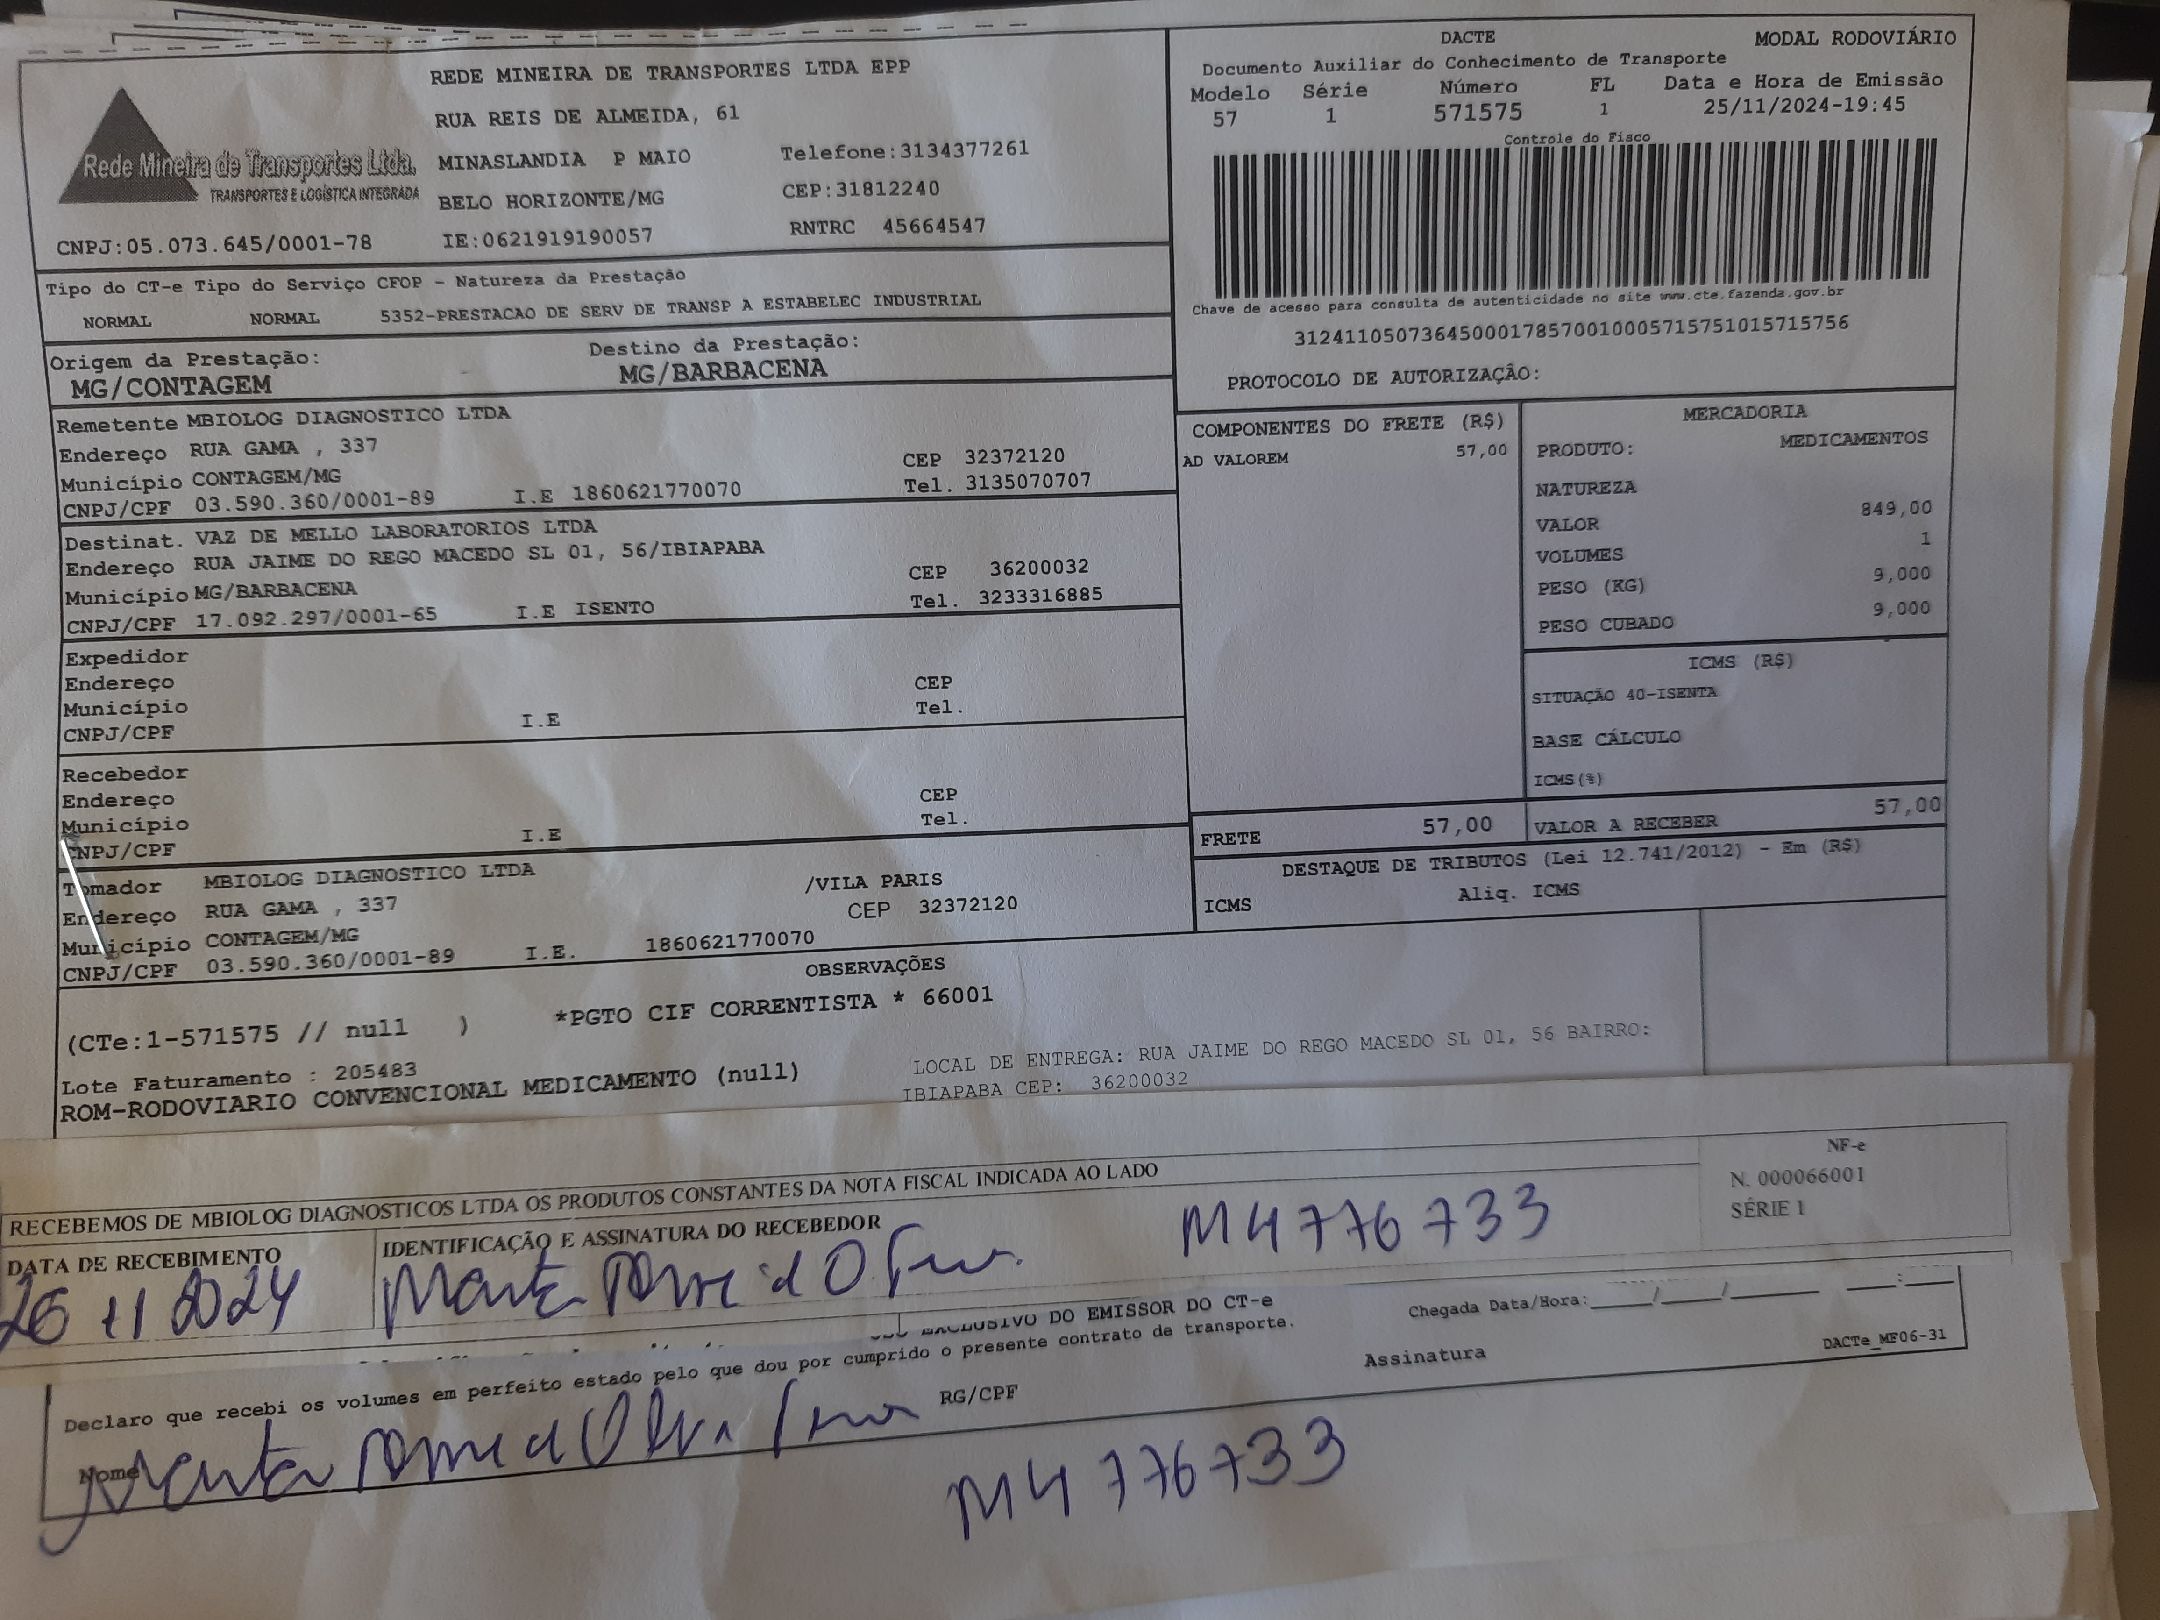 Rede Mineira de Transportes Ltda.
TRANSPORTES E LOGÍSTICA INTEGRADA
CNPJ:05.073.645/0001-78
REDE MINEIRA DE TRANSPORTES LTDA EPP
RUA REIS DE ALMEIDA, 61
MINASLANDIA P MAIO Telefone:3134377261
BELO HORIZONTE/MG CEP:31812240
IE:0621919190057 RNTRC 45664547
DACTE MODAL RODOVIÁRIO
Documento Auxiliar do Conhecimento de Transporte
Modelo Série Número FL Data e Hora de Emissão
57 1 571575 1 25/11/2024-19:45
Controle do Fisco
Chave de acesso para consulta de autenticidade no site www.cte.fazenda.gov.br
31241105073645000178570010005715751015715756
PROTOCOLO DE AUTORIZAÇÃO:
Tipo do CT-e Tipo do Serviço CFOP - Natureza da Prestação
NORMAL NORMAL 5352-PRESTACAO DE SERV DE TRANSP A ESTABELEC INDUSTRIAL
Origem da Prestação: Destino da Prestação:
MG/CONTAGEM MG/BARBACENA
Remetente MBIOLOG DIAGNOSTICO LTDA
Endereço RUA GAMA , 337 CEP 32372120
Município CONTAGEM/MG Tel. 3135070707
CNPJ/CPF 03.590.360/0001-89 I.E 1860621770070
Destinat. VAZ DE MELLO LABORATORIOS LTDA
Endereço RUA JAIME DO REGO MACEDO SL 01, 56/IBIAPABA CEP 36200032
Município MG/BARBACENA Tel. 3233316885
CNPJ/CPF 17.092.297/0001-65 I.E ISENTO
Expedidor
Endereço CEP
Município Tel.
CNPJ/CPF I.E
Recebedor
Endereço CEP
Município Tel.
CNPJ/CPF I.E
Tomador MBIOLOG DIAGNOSTICO LTDA /VILA PARIS
Endereço RUA GAMA , 337 CEP 32372120
Município CONTAGEM/MG
CNPJ/CPF 03.590.360/0001-89 I.E. 1860621770070
COMPONENTES DO FRETE (R$)
AD VALOREM 57,00
MERCADORIA
PRODUTO: MEDICAMENTOS
NATUREZA
VALOR 849,00
VOLUMES 1
PESO (KG) 9,000
PESO CUBADO 9,000
ICMS (R$)
SITUAÇÃO 40-ISENTA
BASE CÁLCULO
ICMS(%)
FRETE 57,00 VALOR A RECEBER 57,00
DESTAQUE DE TRIBUTOS (Lei 12.741/2012) - Em (R$)
ICMS Aliq. ICMS
OBSERVAÇÕES
(CTe:1-571575 // null ) *PGTO CIF CORRENTISTA * 66001
Lote Faturamento : 205483 LOCAL DE ENTREGA: RUA JAIME DO REGO MACEDO SL 01, 56 BAIRRO:
ROM-RODOVIARIO CONVENCIONAL MEDICAMENTO (null) IBIAPABA CEP: 36200032
RECEBEMOS DE MBIOLOG DIAGNOSTICOS LTDA OS PRODUTOS CONSTANTES DA NOTA FISCAL INDICADA AO LADO
NF-e
N. 000066001
SÉRIE 1
DATA DE RECEBIMENTO IDENTIFICAÇÃO E ASSINATURA DO RECEBEDOR
26 11 2024 M4776733
EXCLUSIVO DO EMISSOR DO CT-e
Chegada Data/Hora:_____/_____/_______ ___:___
Declaro que recebi os volumes em perfeito estado pelo que dou por cumprido o presente contrato de transporte.
Nome RG/CPF Assinatura DACTe_MF06-31
M4776733